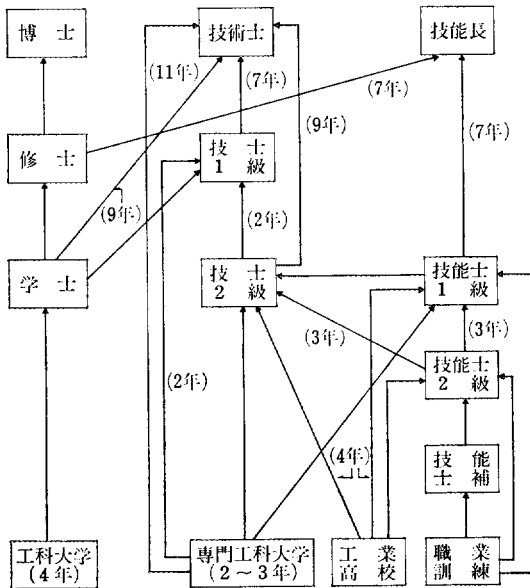 博士
技術士
技能長
(11年)
(7年)
(7年)
(9年)
(7年)
修士
技士
1級
(9年)
(2年)
学士
技士
2級
技能士
1級
(3年)
(3年)
(2年)
技能士
2級
(4年)
技能
士補
工科大学
(4年)
専門工科大学
(2～3年)
工業
高校
職業
訓練